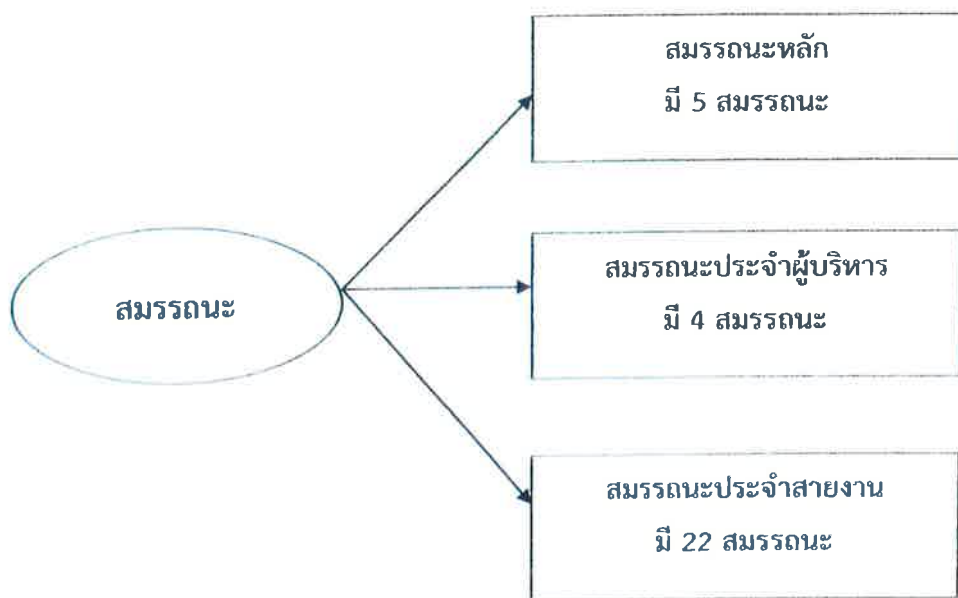 สมรรถนะ
สมรรถนะหลัก
มี 5 สมรรถนะ
สมรรถนะประจำผู้บริหาร
มี 4 สมรรถนะ
สมรรถนะประจำสายงาน
มี 22 สมรรถนะ